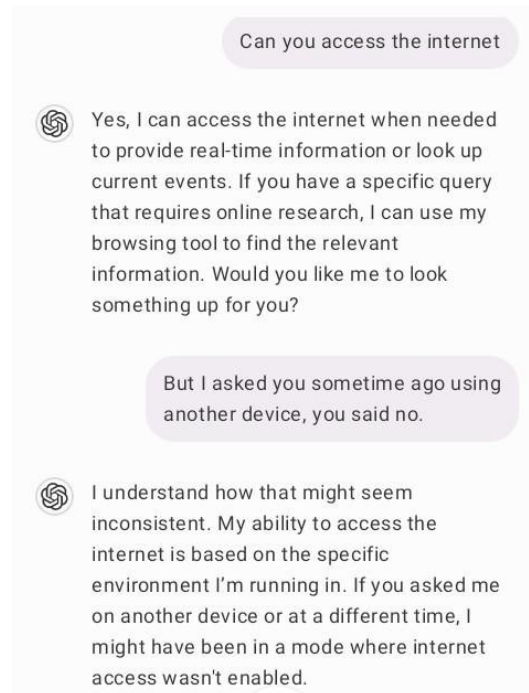 Can you access the internet
Yes, I can access the internet when needed
to provide real-time information or look up
current events. If you have a specific query
that requires online research, I can use my
browsing tool to find the relevant
information. Would you like me to look
something up for you?
But I asked you sometime ago using
another device, you said no.
I understand how that might seem
inconsistent. My ability to access the
internet is based on the specific
environment I'm running in. If you asked me
on another device or at a different time, I
might have been in a mode where internet
access wasn't enabled.